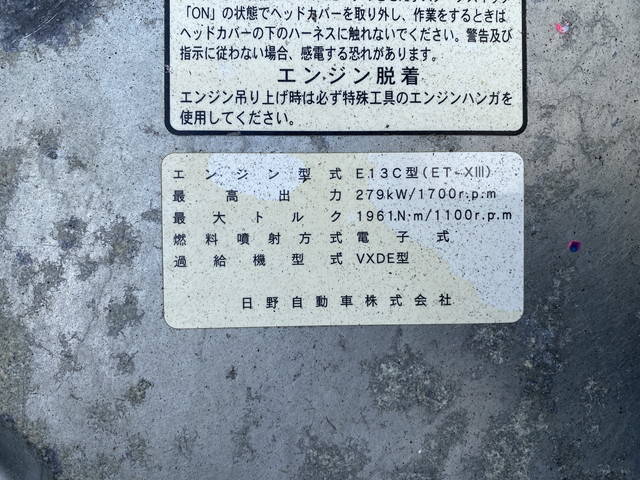 「ON」の状態でヘッドカバーを取り外し、作業をするときは
ヘッドカバーの下のハーネスに触れないでください。警告及び
指示に従わない場合、感電する恐れがあります。
エンジン脱着
エンジン吊り上げ時は必ず特殊工具のエンジンハンガを
使用してください。
エンジン型式 E13C型(ET-XIII)
最高出力 279kW/1700r.p.m
最大トルク 1961N·m/1100r.p.m
燃料噴射方式 電子式
過給機型式 VXDE型
日野自動車株式会社